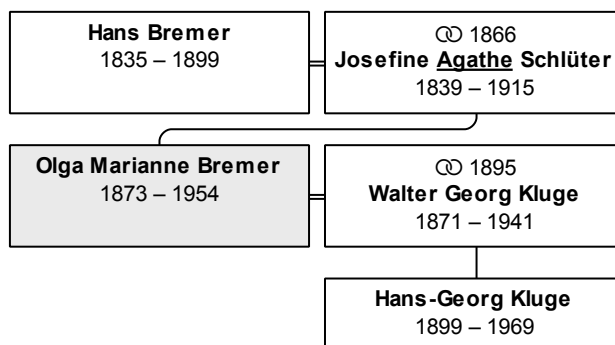 Hans Bremer
1835 – 1899
⚭ 1866
Josefine Agathe Schlüter
1839 – 1915
Olga Marianne Bremer
1873 – 1954
⚭ 1895
Walter Georg Kluge
1871 – 1941
Hans-Georg Kluge
1899 – 1969